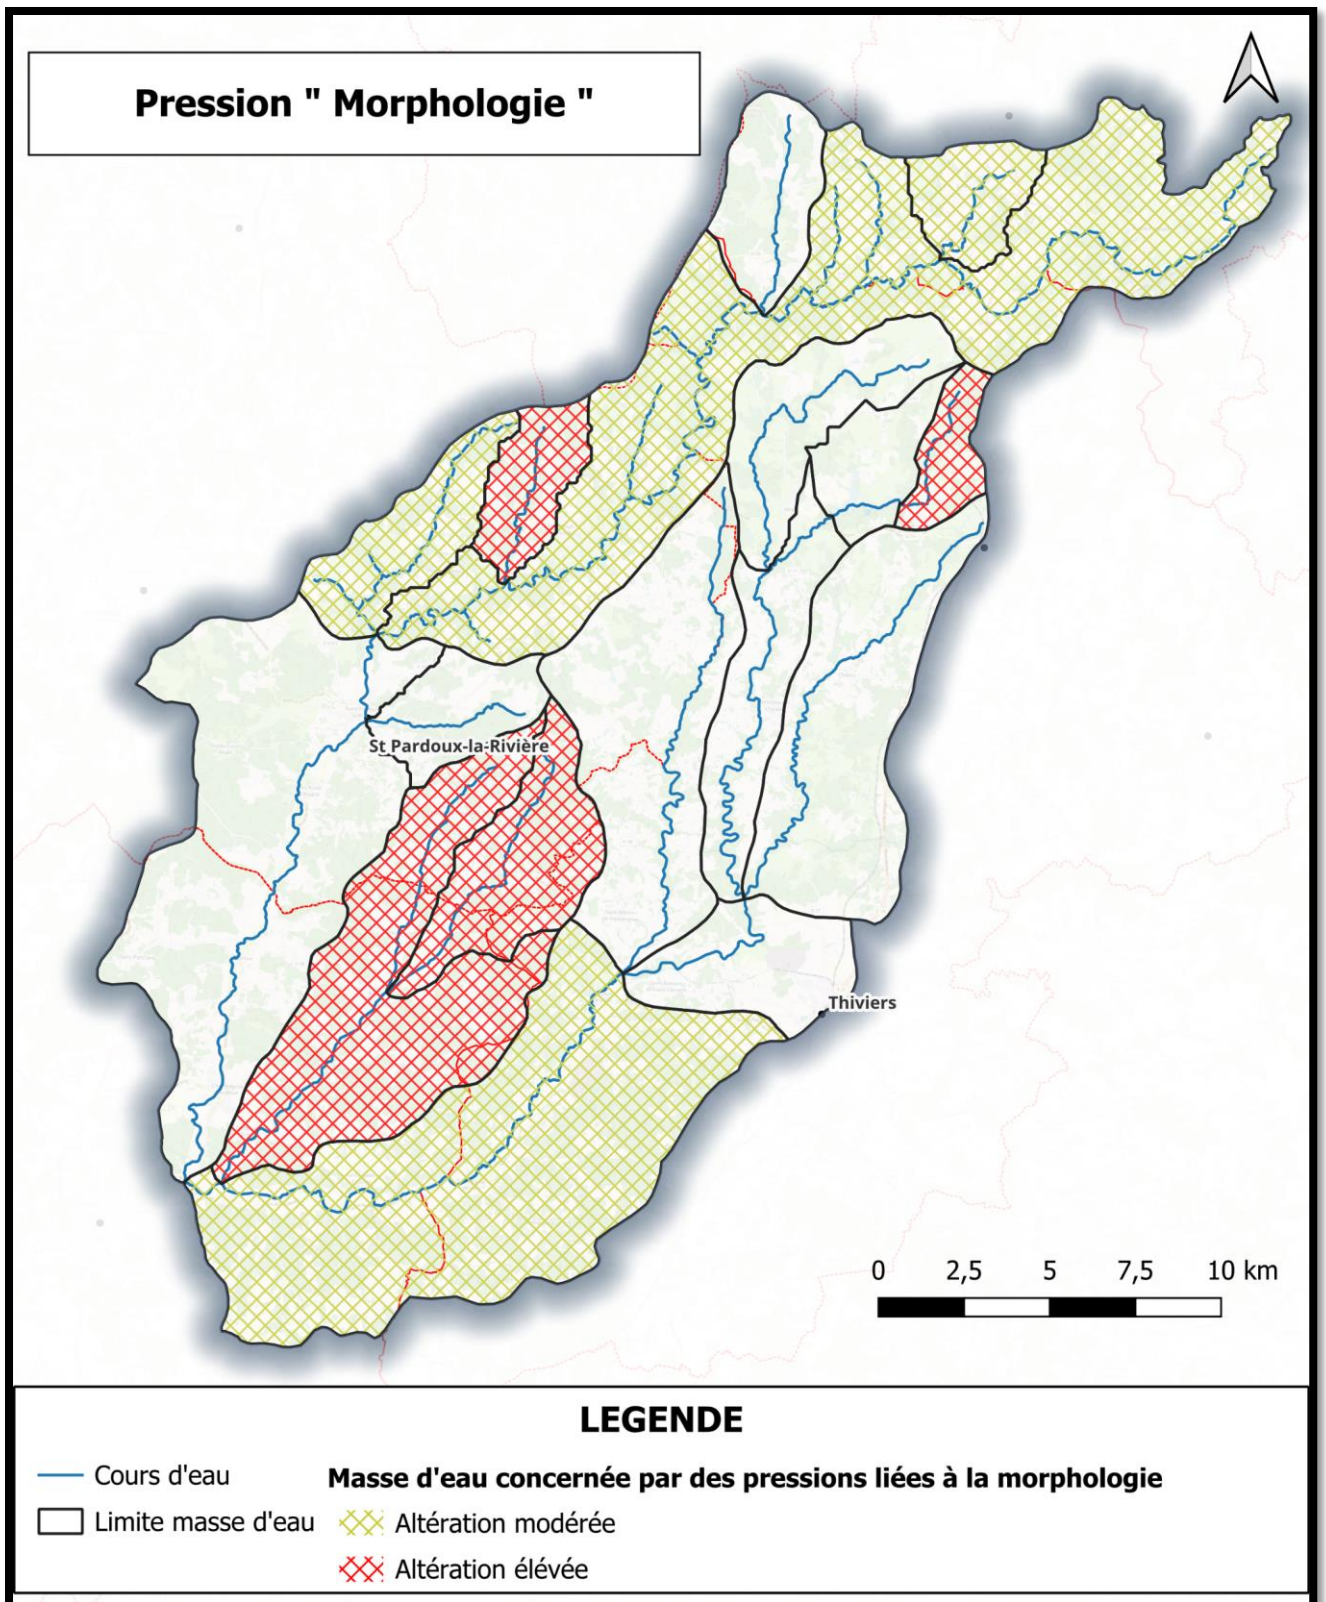 Pression " Morphologie "
St Pardoux-la-Rivière
Thiviers
0 2,5 5 7,5 10 km
LEGENDE
Cours d'eau
Limite masse d'eau
Masse d'eau concernée par des pressions liées à la morphologie
Altération modérée
Altération élévée